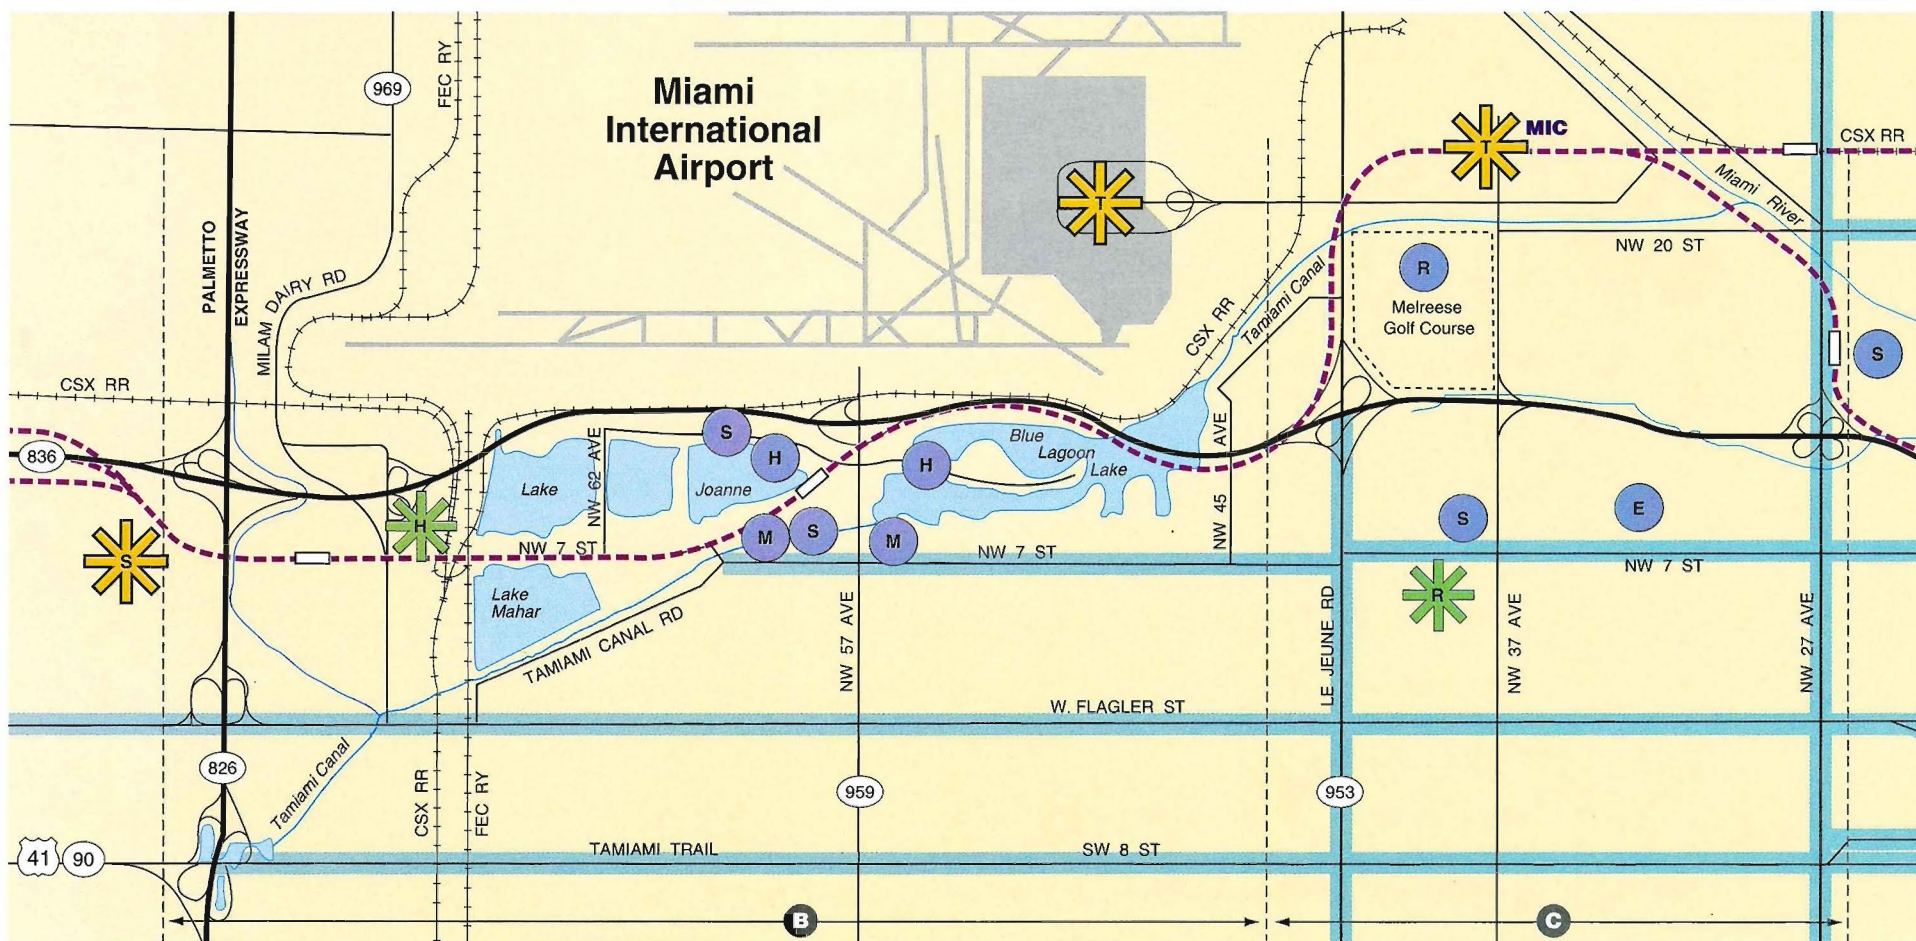 969
FEC RY
Miami
International
Airport
T
T
MIC
CSX RR
Miami
River
NW 20 ST
PALMETTO
EXPRESSWAY
MILAM DAIRY RD
CSX RR
Tamiami Canal
R
Melreese
Golf Course
S
CSX RR
836
S
H
H
Lake
NW 62 AVE
Joanne
Blue
Lagoon
Lake
NW 45 AVE
H
S
NW 7 ST
M
S
M
NW 7 ST
S
E
NW 7 ST
R
Lake
Mahar
TAMIAMI CANAL RD
NW 57 AVE
LE JEUNE RD
NW 37 AVE
NW 27 AVE
W. FLAGLER ST
826
Tamiami Canal
CSX RR
FEC RY
959
953
41
90
TAMIAMI TRAIL
SW 8 ST
B
C